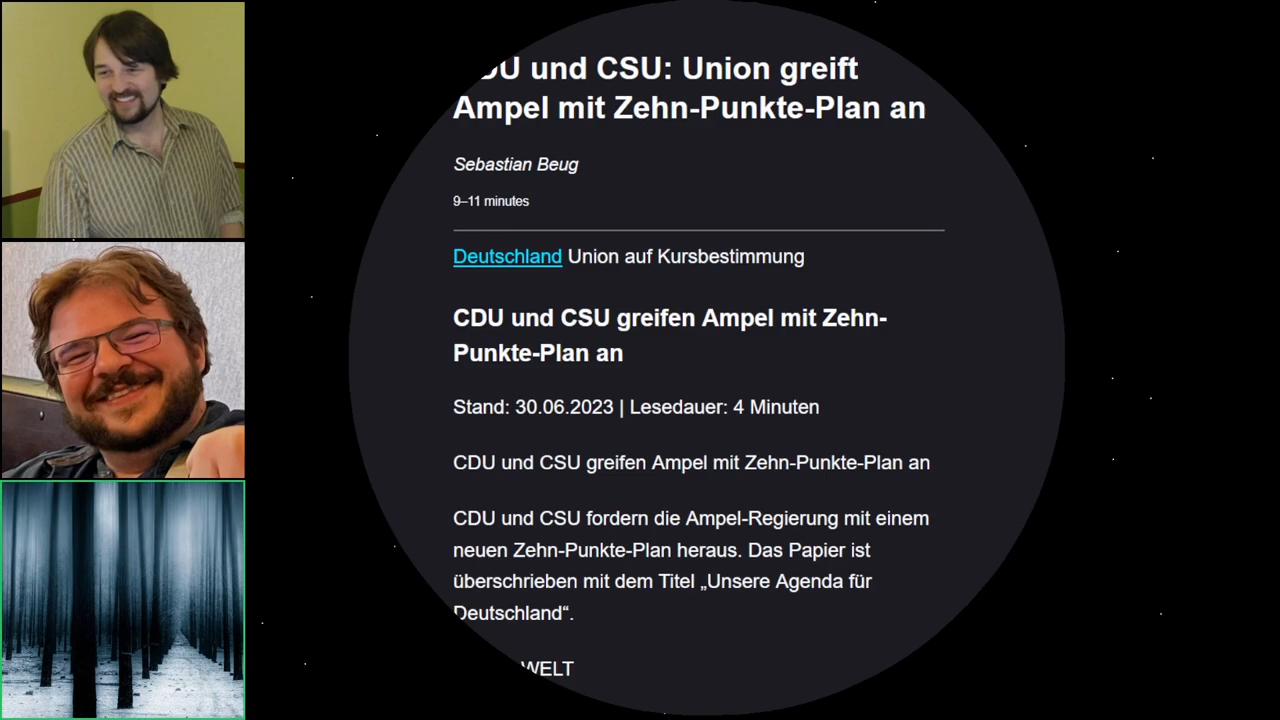 DU und CSU: Union greift
Ampel mit Zehn-Punkte-Plan an
Sebastian Beug
9–11 minutes
Deutschland Union auf Kursbestimmung
CDU und CSU greifen Ampel mit Zehn-
Punkte-Plan an
Stand: 30.06.2023 | Lesedauer: 4 Minuten
CDU und CSU greifen Ampel mit Zehn-Punkte-Plan an
CDU und CSU fordern die Ampel-Regierung mit einem
neuen Zehn-Punkte-Plan heraus. Das Papier ist
überschrieben mit dem Titel „Unsere Agenda für
Deutschland“.
WELT